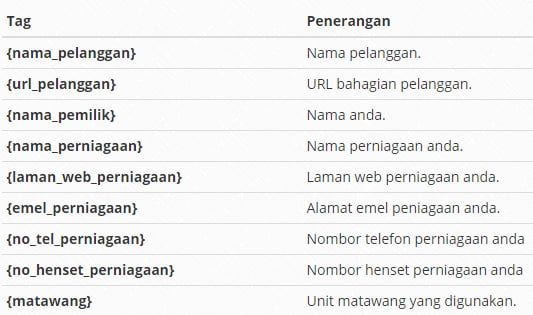 Tag Penerangan
{nama_pelanggan} Nama pelanggan.
{url_pelanggan} URL bahagian pelanggan.
{nama_pemilik} Nama anda.
{nama_perniagaan} Nama perniagaan anda.
{laman_web_perniagaan} Laman web perniagaan anda.
{emel_perniagaan} Alamat emel peniagaan anda.
{no_tel_perniagaan} Nombor telefon perniagaan anda
{no_henset_perniagaan} Nombor henset perniagaan anda
{matawang} Unit matawang yang digunakan.